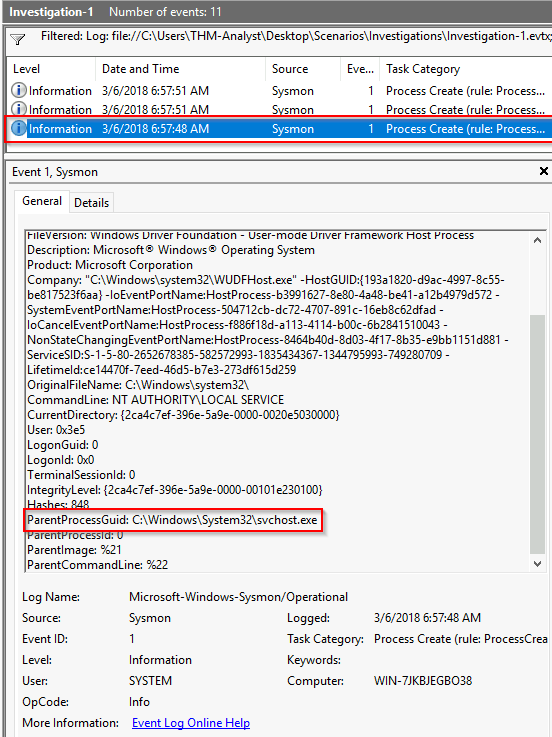 Investigation-1 Number of events: 11
Filtered: Log: file://C:\Users\THM-Analyst\Desktop\Scenarios\Investigations\Investigation-1.evtx;
Level Date and Time Source Eve... Task Category
Information 3/6/2018 6:57:51 AM Sysmon 1 Process Create (rule: Process...
Information 3/6/2018 6:57:51 AM Sysmon 1 Process Create (rule: Process...
Information 3/6/2018 6:57:48 AM Sysmon 1 Process Create (rule: Process...
Event 1, Sysmon
General Details
FileVersion: Windows Driver Foundation - User-mode Driver Framework Host Process
Description: Microsoft® Windows® Operating System
Product: Microsoft Corporation
Company: "C:\Windows\system32\WUDFHost.exe" -HostGUID:{193a1820-d9ac-4997-8c55-
be817523f6aa} -IoEventPortName:HostProcess-b3991627-8e80-4a48-be41-a12b4979d572 -
SystemEventPortName:HostProcess-504712cb-dc72-4707-891c-16eb8c62dfad -
IoCancelEventPortName:HostProcess-f886f18d-a113-4114-b00c-6b2841510043 -
NonStateChangingEventPortName:HostProcess-8464b40d-8d03-4f17-8b35-e9bb1151d881 -
ServiceSID:S-1-5-80-2652678385-582572993-1835434367-1344795993-749280709 -
LifetimeId:ce14470f-7eed-46d5-b7e3-273df615d259
OriginalFileName: C:\Windows\system32\
CommandLine: NT AUTHORITY\LOCAL SERVICE
CurrentDirectory: {2ca4c7ef-396e-5a9e-0000-0020e5030000}
User: 0x3e5
LogonGuid: 0
LogonId: 0x0
TerminalSessionId: 0
IntegrityLevel: {2ca4c7ef-396e-5a9e-0000-00101e230100}
Hashes: 848
ParentProcessGuid: C:\Windows\System32\svchost.exe
ParentProcessId: 0
ParentImage: %21
ParentCommandLine: %22
Log Name: Microsoft-Windows-Sysmon/Operational
Source: Sysmon Logged: 3/6/2018 6:57:48 AM
Event ID: 1 Task Category: Process Create (rule: ProcessCrea
Level: Information Keywords:
User: SYSTEM Computer: WIN-7JKBJEGBO38
OpCode: Info
More Information: Event Log Online Help